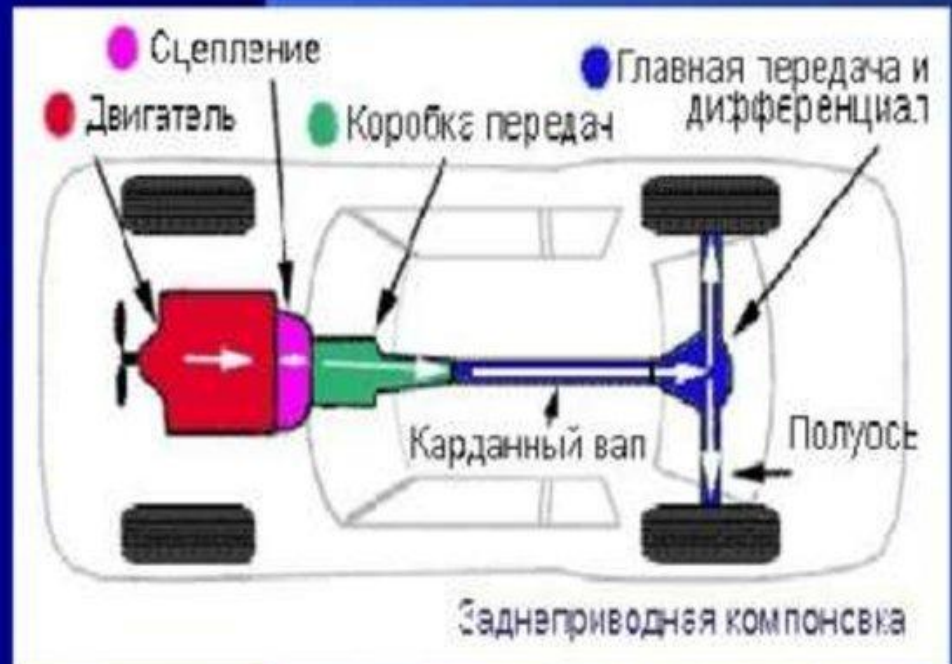 Сцепление
Двигатель
Коробка передач
Главная передача и
дифференциал
Карданный вал
Полуось
Заднеприводная компоновка